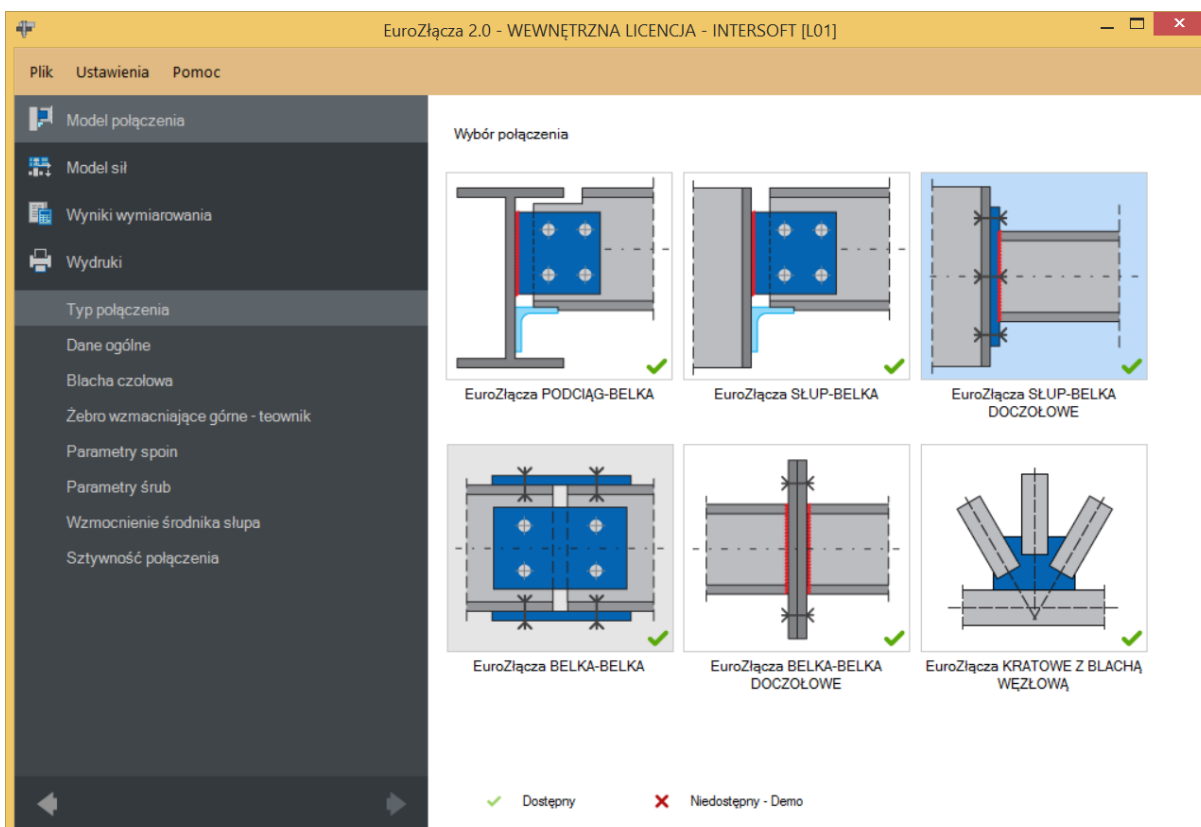 EuroZłącza 2.0 - WEWNĘTRZNA LICENCJA - INTERSOFT [L01]
Plik Ustawienia Pomoc
Model połączenia
Model sił
Wyniki wymiarowania
Wydruki
Typ połączenia
Dane ogólne
Blacha czołowa
Żebro wzmacniające górne - teownik
Parametry spoin
Parametry śrub
Wzmocnienie środnika słupa
Sztywność połączenia
Wybór połączenia
EuroZłącza PODCIĄG-BELKA
EuroZłącza SŁUP-BELKA
EuroZłącza SŁUP-BELKA
DOCZOŁOWE
EuroZłącza BELKA-BELKA
EuroZłącza BELKA-BELKA
DOCZOŁOWE
EuroZłącza KRATOWE Z BLACHĄ
WĘZŁOWĄ
Dostępny
Niedostępny - Demo